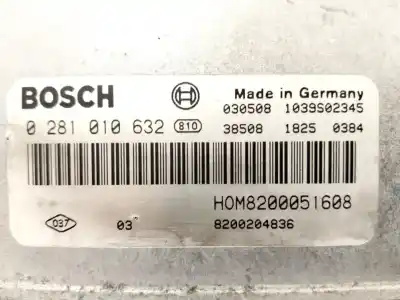 BOSCH
Made in Germany
030508 1039S02345
0 281 010 632 810
38508 1825 0384
HOM8200051608
037 03 8200204836